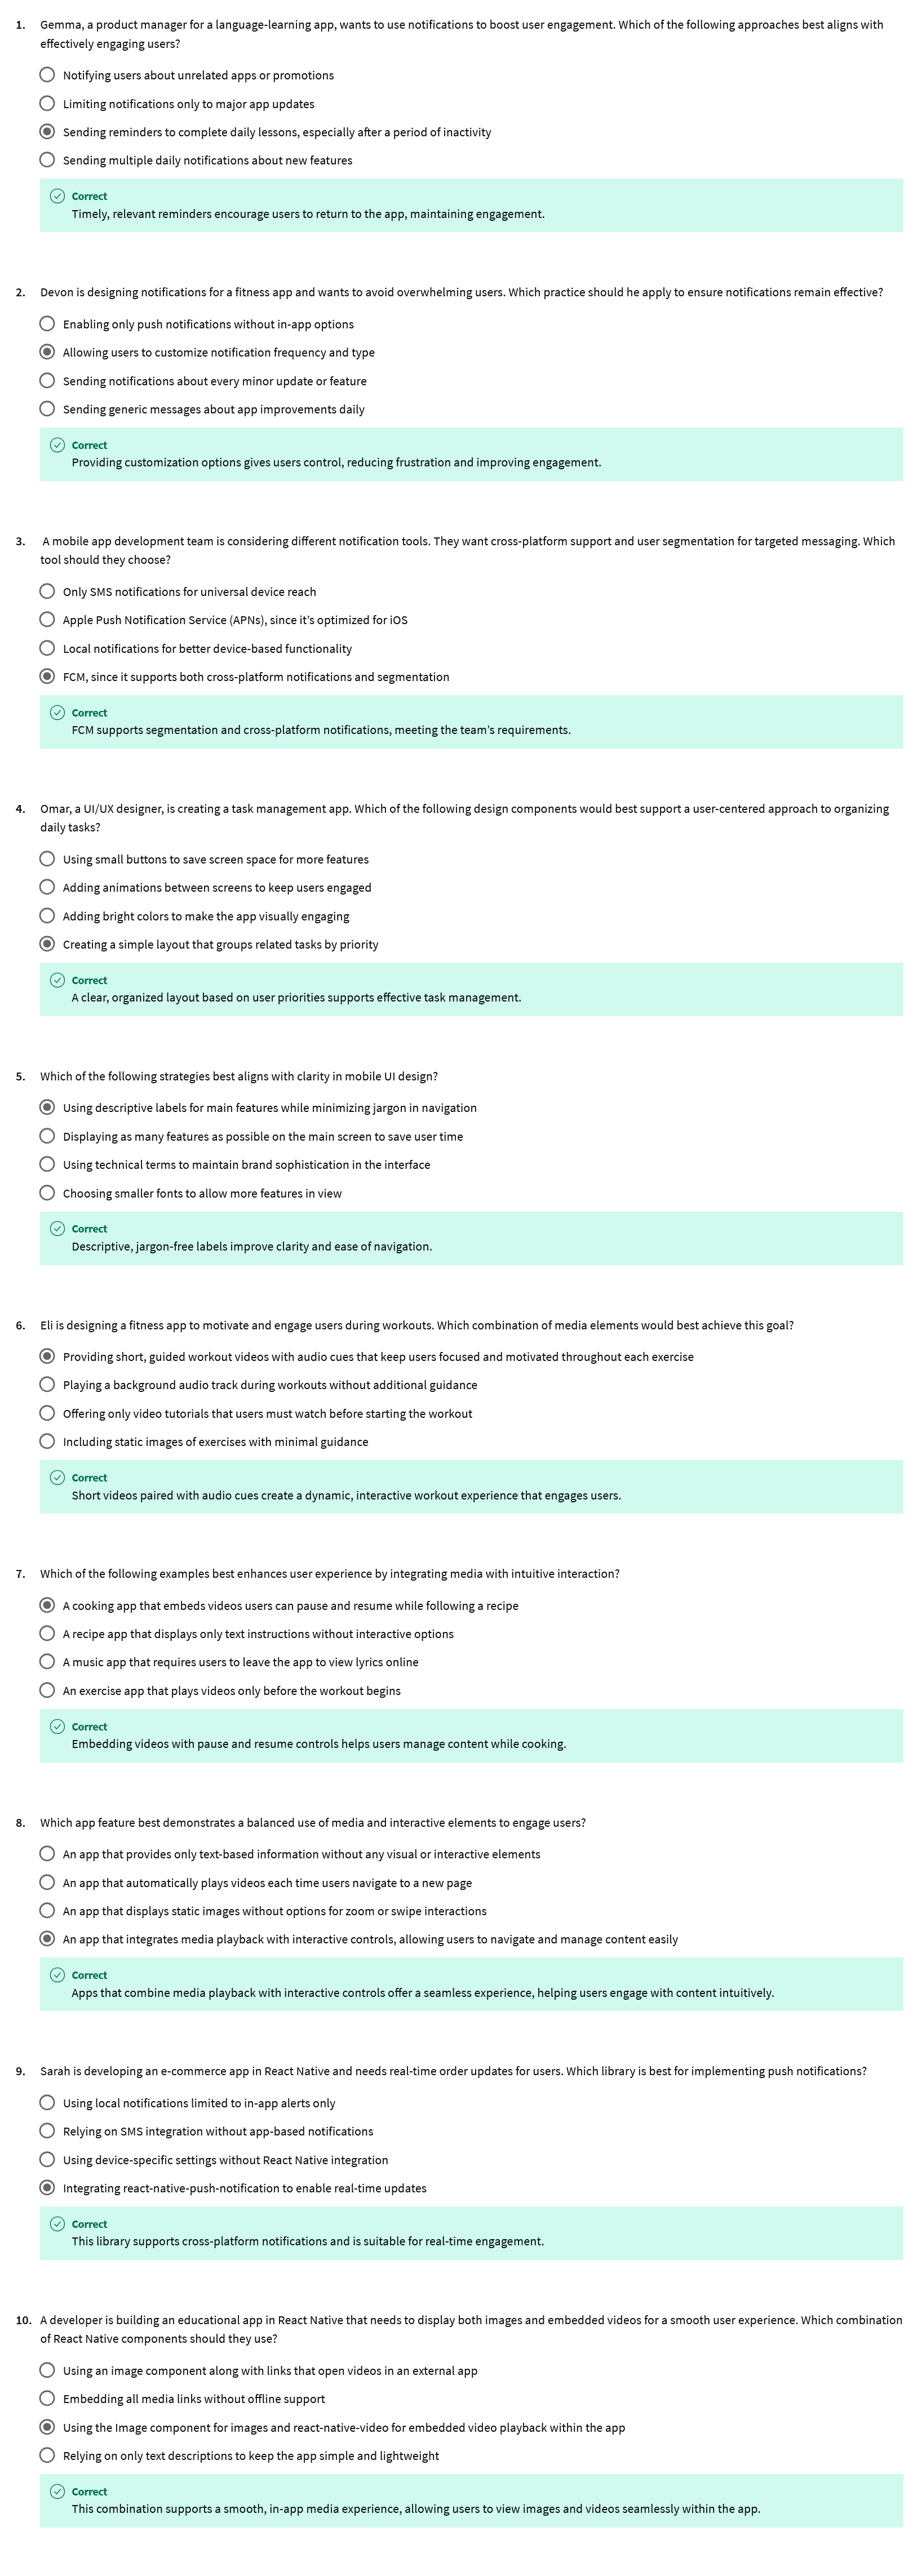 1. Gemma, a product manager for a language-learning app, wants to use notifications to boost user engagement. Which of the following approaches best aligns with
effectively engaging users?
Notifying users about unrelated apps or promotions
Limiting notifications only to major app updates
Sending reminders to complete daily lessons, especially after a period of inactivity
Sending multiple daily notifications about new features
Correct
Timely, relevant reminders encourage users to return to the app, maintaining engagement.
2. Devon is designing notifications for a fitness app and wants to avoid overwhelming users. Which practice should he apply to ensure notifications remain effective?
Enabling only push notifications without in-app options
Allowing users to customize notification frequency and type
Sending notifications about every minor update or feature
Sending generic messages about app improvements daily
Correct
Providing customization options gives users control, reducing frustration and improving engagement.
3. A mobile app development team is considering different notification tools. They want cross-platform support and user segmentation for targeted messaging. Which
tool should they choose?
Only SMS notifications for universal device reach
Apple Push Notification Service (APNs), since it's optimized for iOS
Local notifications for better device-based functionality
FCM, since it supports both cross-platform notifications and segmentation
Correct
FCM supports segmentation and cross-platform notifications, meeting the team's requirements.
4. Omar, a UI/UX designer, is creating a task management app. Which of the following design components would best support a user-centered approach to organizing
daily tasks?
Using small buttons to save screen space for more features
Adding animations between screens to keep users engaged
Adding bright colors to make the app visually engaging
Creating a simple layout that groups related tasks by priority
Correct
A clear, organized layout based on user priorities supports effective task management.
5. Which of the following strategies best aligns with clarity in mobile UI design?
Using descriptive labels for main features while minimizing jargon in navigation
Displaying as many features as possible on the main screen to save user time
Using technical terms to maintain brand sophistication in the interface
Choosing smaller fonts to allow more features in view
Correct
Descriptive, jargon-free labels improve clarity and ease of navigation.
6. Eli is designing a fitness app to motivate and engage users during workouts. Which combination of media elements would best achieve this goal?
Providing short, guided workout videos with audio cues that keep users focused and motivated throughout each exercise
Playing a background audio track during workouts without additional guidance
Offering only video tutorials that users must watch before starting the workout
Including static images of exercises with minimal guidance
Correct
Short videos paired with audio cues create a dynamic, interactive workout experience that engages users.
7. Which of the following examples best enhances user experience by integrating media with intuitive interaction?
A cooking app that embeds videos users can pause and resume while following a recipe
A recipe app that displays only text instructions without interactive options
A music app that requires users to leave the app to view lyrics online
An exercise app that plays videos only before the workout begins
Correct
Embedding videos with pause and resume controls helps users manage content while cooking.
8. Which app feature best demonstrates a balanced use of media and interactive elements to engage users?
An app that provides only text-based information without any visual or interactive elements
An app that automatically plays videos each time users navigate to a new page
An app that displays static images without options for zoom or swipe interactions
An app that integrates media playback with interactive controls, allowing users to navigate and manage content easily
Correct
Apps that combine media playback with interactive controls offer a seamless experience, helping users engage with content intuitively.
9. Sarah is developing an e-commerce app in React Native and needs real-time order updates for users. Which library is best for implementing push notifications?
Using local notifications limited to in-app alerts only
Relying on SMS integration without app-based notifications
Using device-specific settings without React Native integration
Integrating react-native-push-notification to enable real-time updates
Correct
This library supports cross-platform notifications and is suitable for real-time engagement.
10. A developer is building an educational app in React Native that needs to display both images and embedded videos for a smooth user experience. Which combination
of React Native components should they use?
Using an image component along with links that open videos in an external app
Embedding all media links without offline support
Using the Image component for images and react-native-video for embedded video playback within the app
Relying on only text descriptions to keep the app simple and lightweight
Correct
This combination supports a smooth, in-app media experience, allowing users to view images and videos seamlessly within the app.